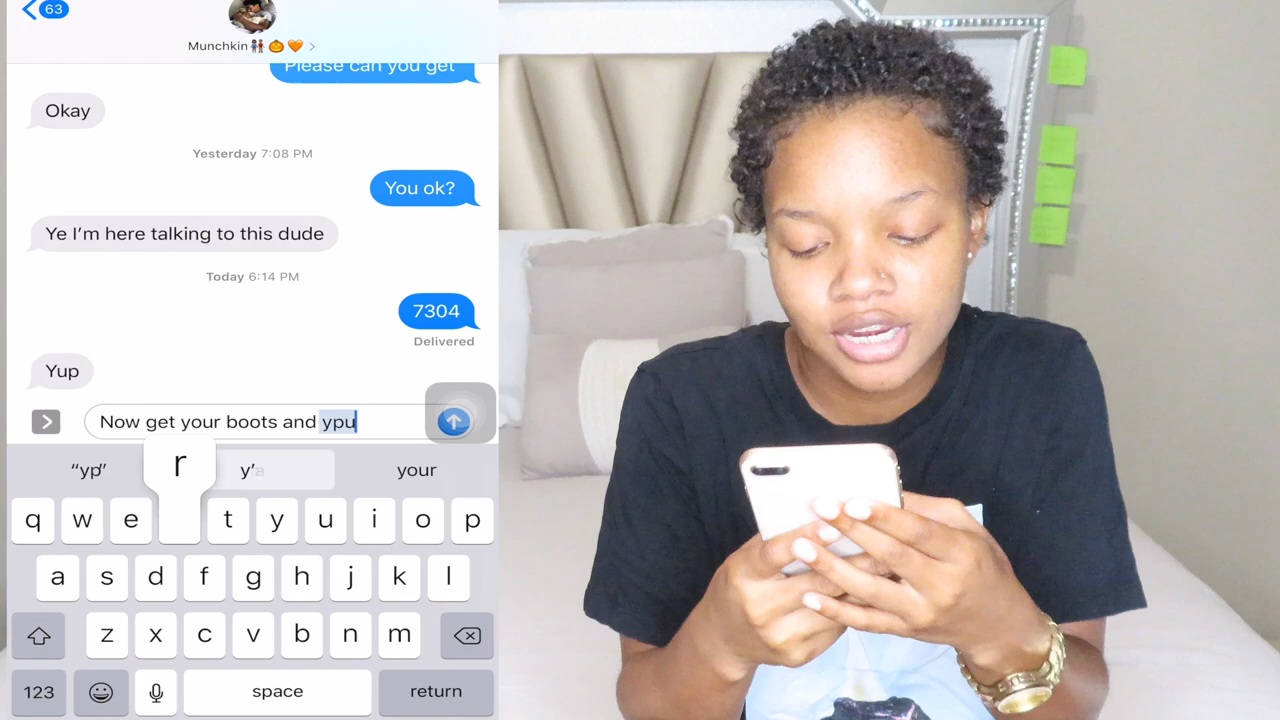 63
Munchkin
Please can you get
Okay
Yesterday 7:08 PM
You ok?
Ye I’m here talking to this dude
Today 6:14 PM
7304
Delivered
Yup
Now get your boots and ypu
“yp” y’a your
r
q w e t y u i o p
a s d f g h j k l
z x c v b n m
123 space return